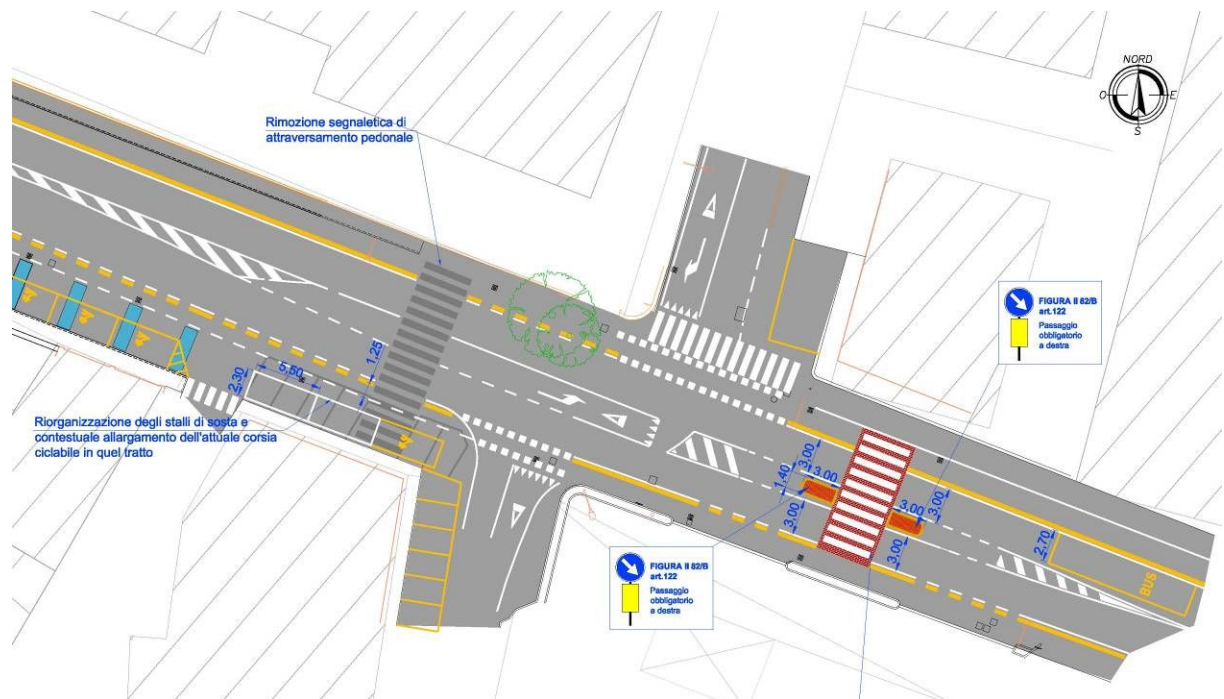 NORD
O
E
S
Rimozione segnaletica di
attraversamento pedonale
FIGURA II 82/B
art.122
Passaggio
obbligatorio
a destra
2,30
5,50
1,25
Riorganizzazione degli stalli di sosta e
contestuale allargamento dell'attuale corsia
ciclabile in quel tratto
3,00
1,40
3,00
3,00
3,00
3,00
3,00
2,70
BUS
FIGURA II 82/B
art.122
Passaggio
obbligatorio
a destra